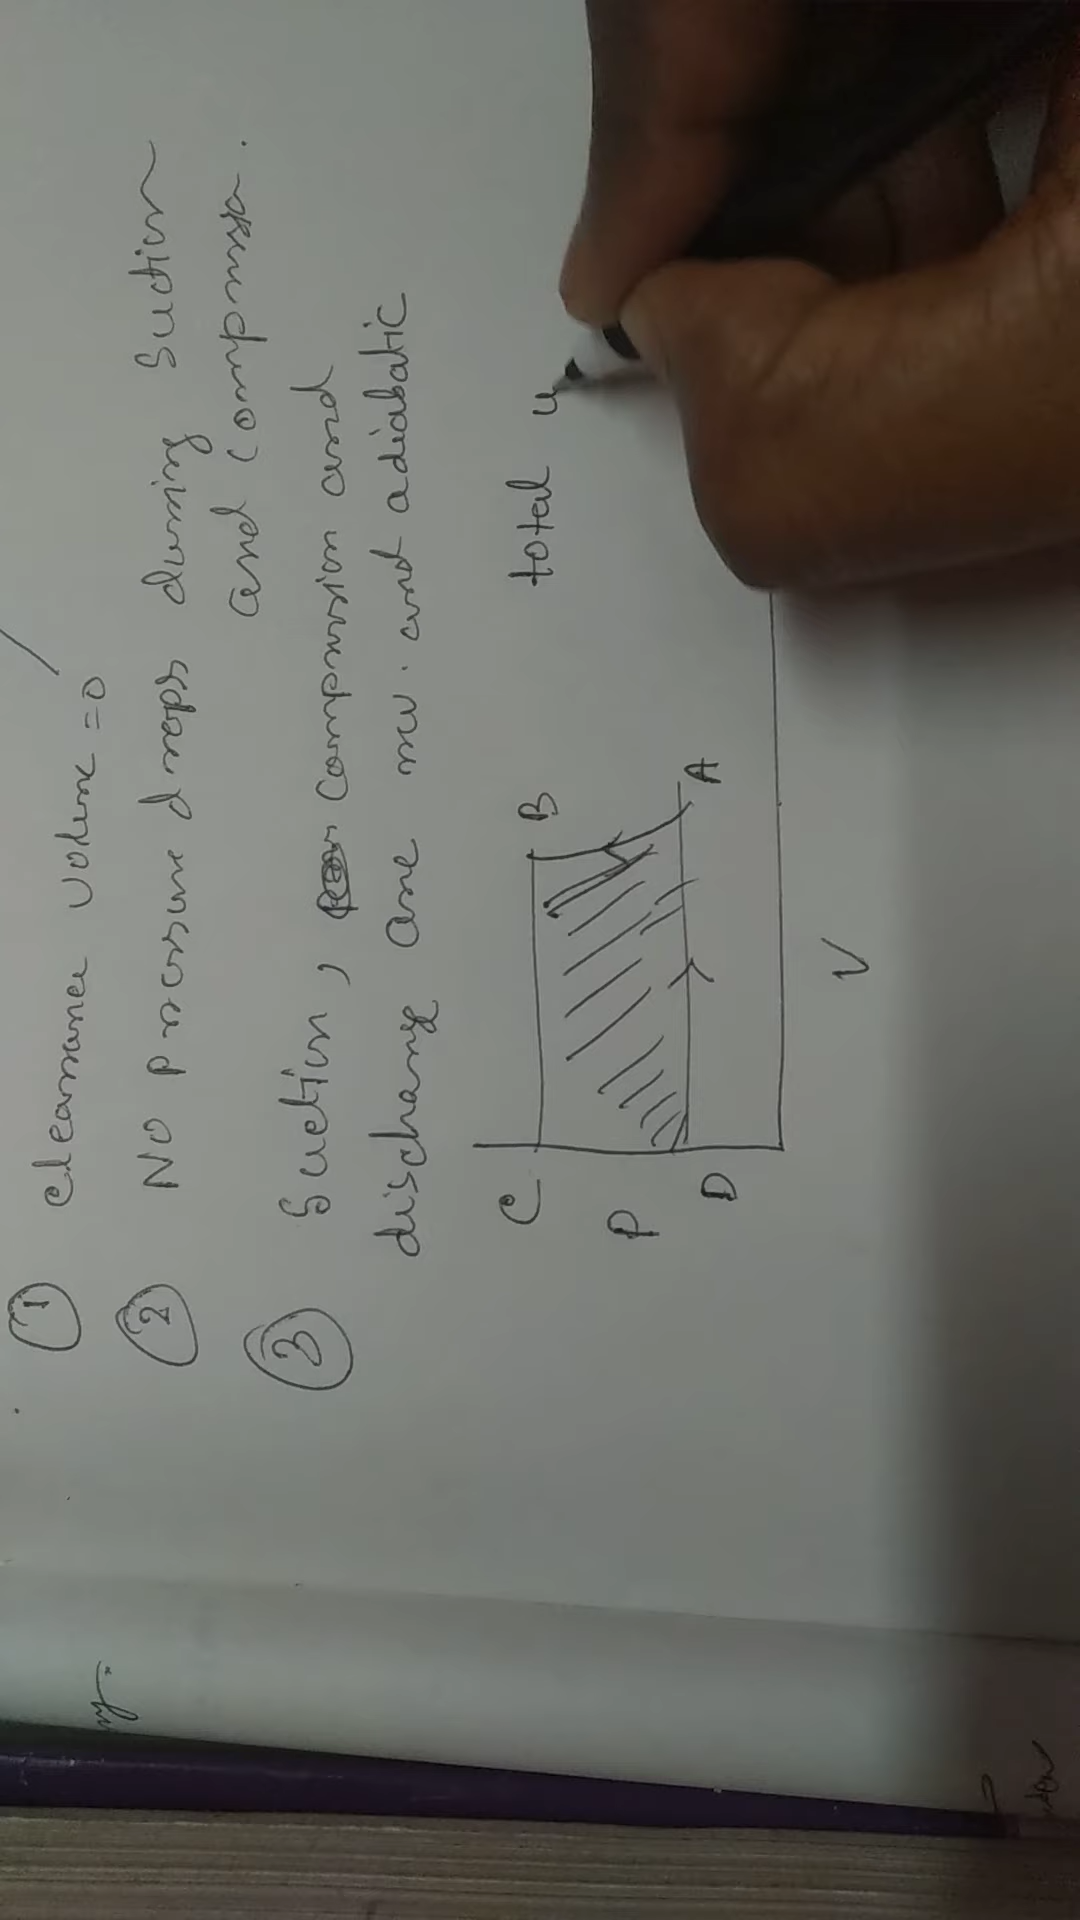 ① clearance volume = 0
② NO pressure drops during suction
and compression.
③ Suction, compression and
discharge are rev. and adiabatic
total
C
B
P
D
A
V